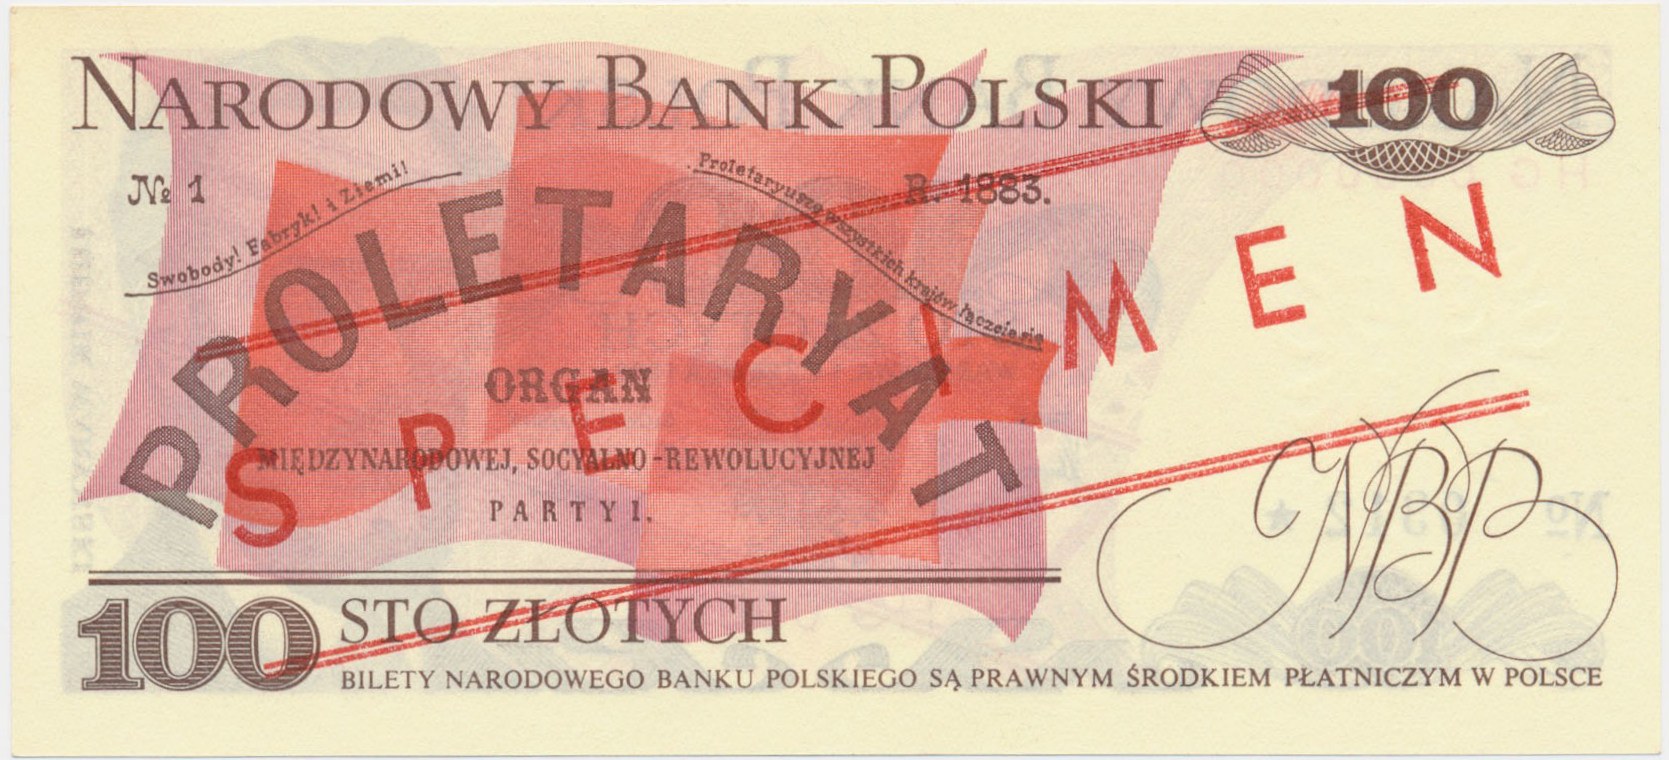 NARODOWY BANK POLSKI
100
№ 1
R. 1883.
Swobody! Fabryk! i Ziemi!
Proletaryusze wszystkich krajów łączcie się
PROLETARYAT
ORGAN
MIĘDZYNARODOWEJ, SOCYALNO-REWOLUCYJNEJ
PARTYI.
SPECIMEN
NBP
100
STO ZŁOTYCH
BILETY NARODOWEGO BANKU POLSKIEGO SĄ PRAWNYM ŚRODKIEM PŁATNICZYM W POLSCE